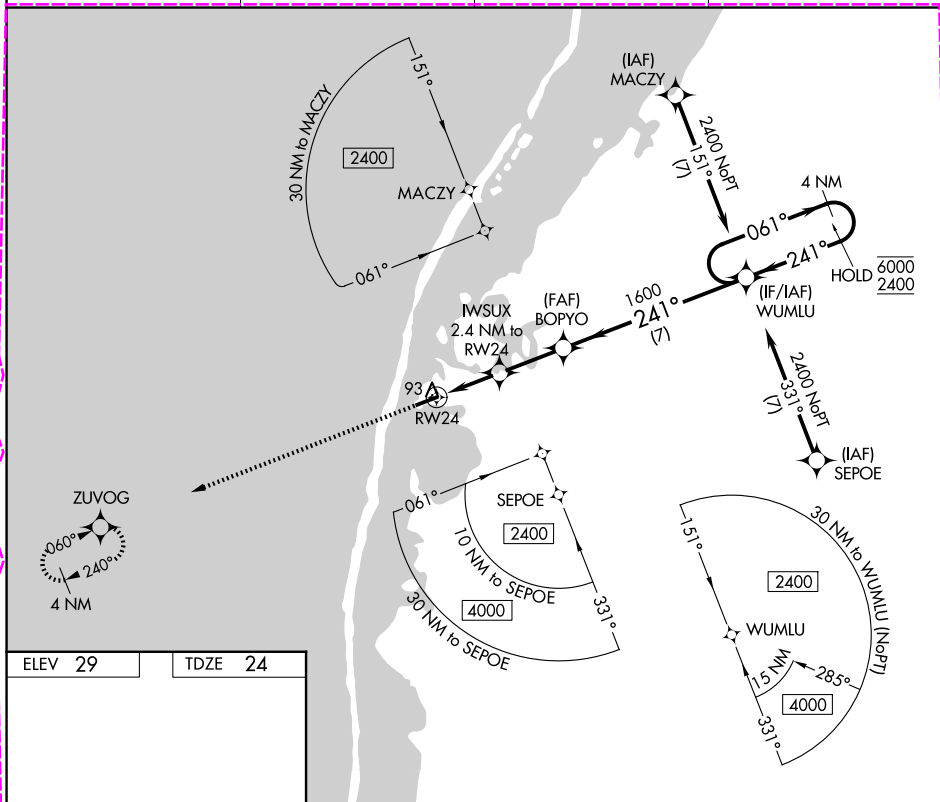 (IAF)
MACZY
2400 NoPT
151°
(7)
151°
30 NM to MACZY
2400
MACZY
061°
4 NM
061°
241°
HOLD
6000
2400
(IF/IAF)
WUMLU
1600
241°
(7)
(FAF)
BOPYO
IWSUX
2.4 NM to
RW24
93
RW24
2400 NoPT
331°
(7)
(IAF)
SEPOE
ZUVOG
060°
240°
4 NM
061°
SEPOE
2400
10 NM to SEPOE
4000
30 NM to SEPOE
331°
151°
30 NM to WUMLU (NoPT)
2400
WUMLU
15 NM
285°
4000
331°
ELEV 29
TDZE 24